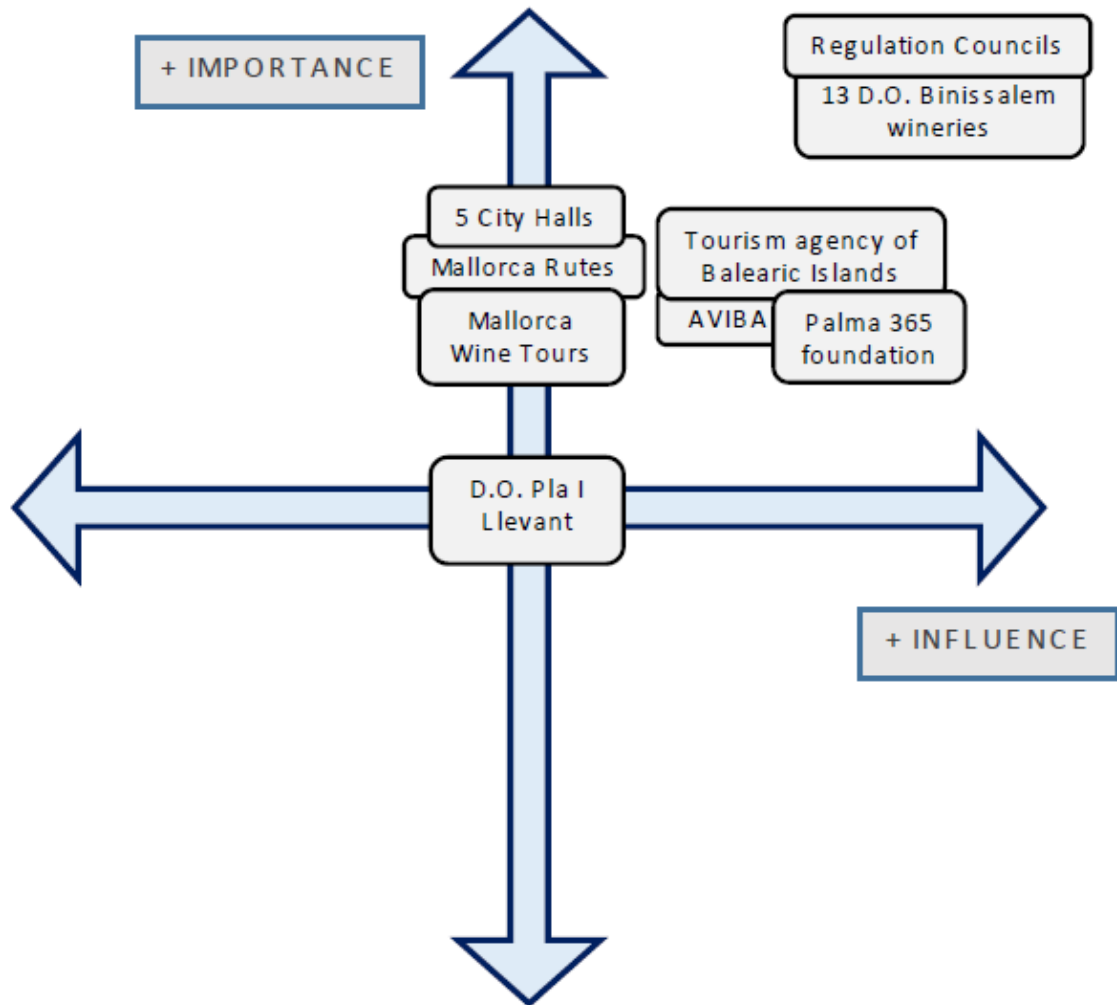 + IMPORTANCE
Regulation Councils
13 D.O. Binissalem
wineries
5 City Halls
Mallorca Rutes
Mallorca
Wine Tours
Tourism agency of
Balearic Islands
AVIBA
Palma 365
foundation
D.O. Pla I
Llevant
+ INFLUENCE